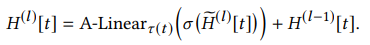 H^{(l)}[t] = A-Linear_{τ(t)}(σ(H̃^{(l)}[t])) + H^{(l−1)}[t].